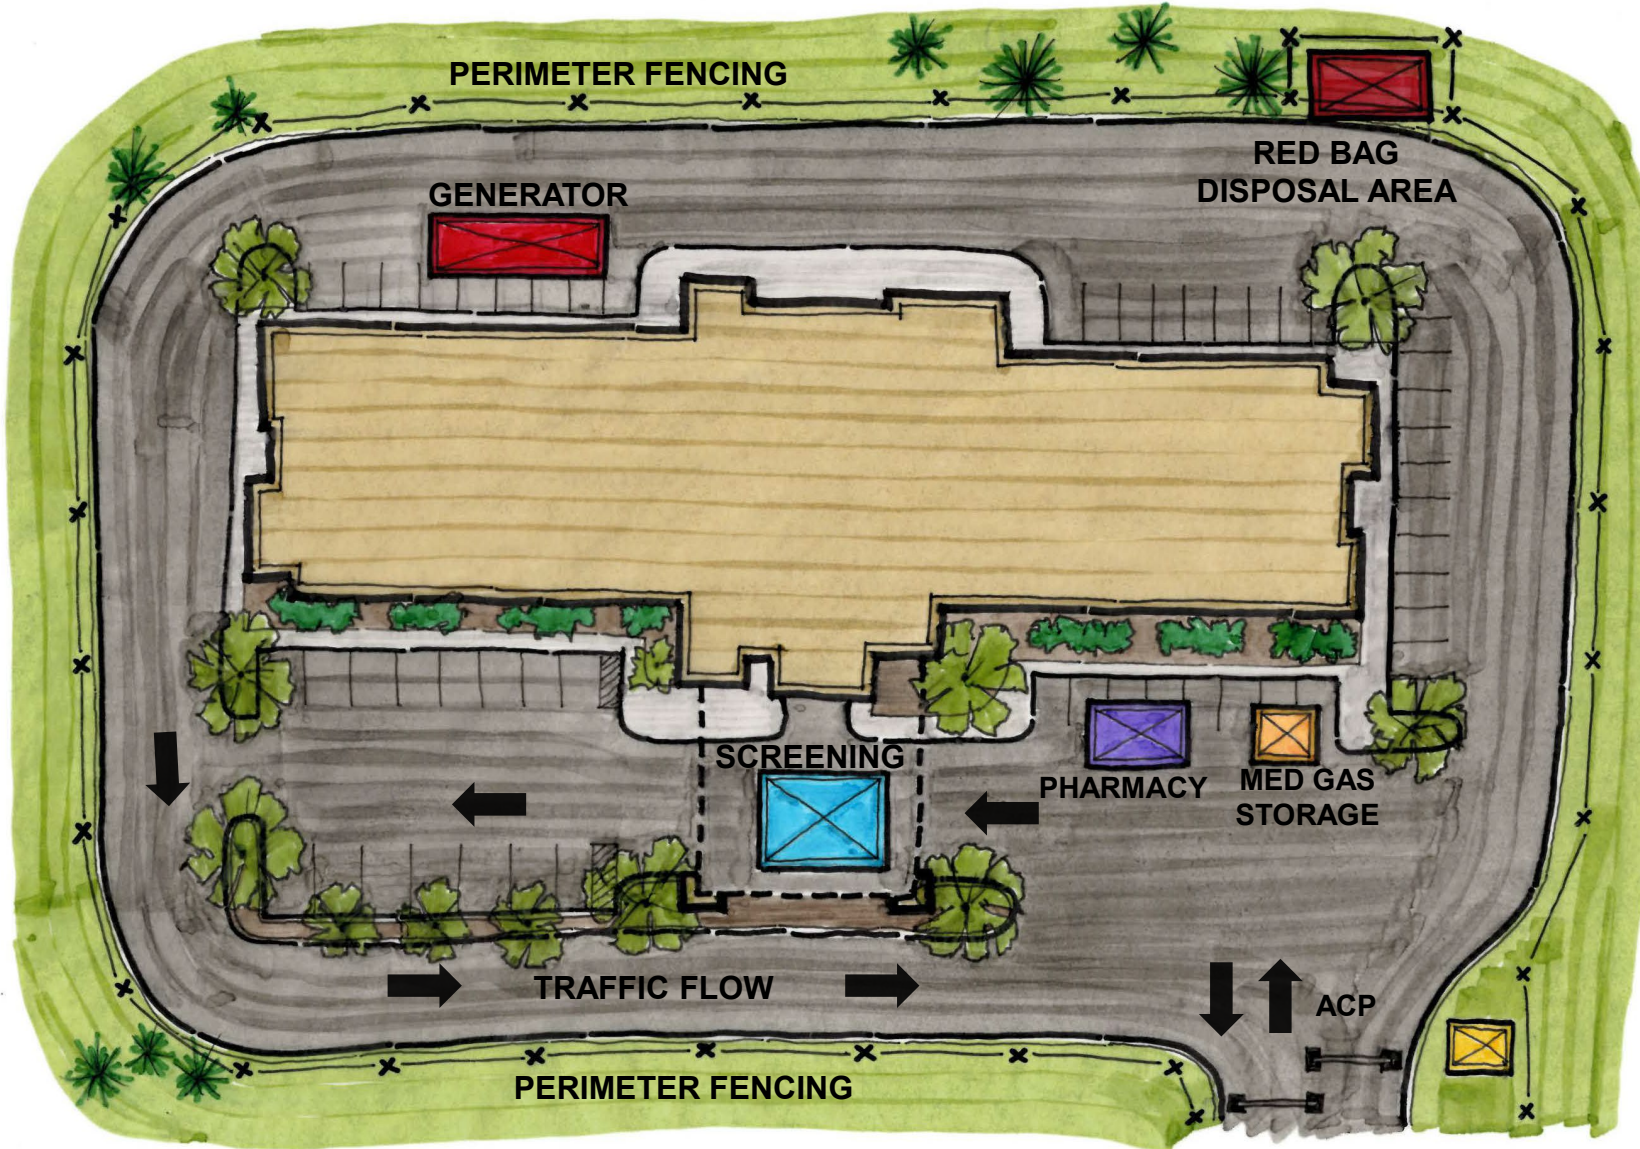 PERIMETER FENCING
RED BAG
DISPOSAL AREA
GENERATOR
SCREENING
PHARMACY
MED GAS
STORAGE
TRAFFIC FLOW
ACP
PERIMETER FENCING